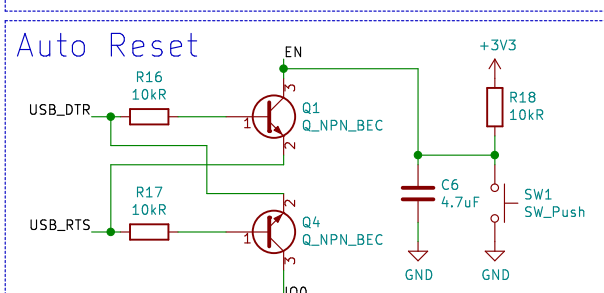 Auto Reset
EN
+3V3
R16
10kR
USB_DTR
3
1
2
Q1
Q_NPN_BEC
R18
10kR
R17
10kR
USB_RTS
2
1
3
Q4
Q_NPN_BEC
C6
4.7uF
SW1
SW_Push
GND
GND
IO0